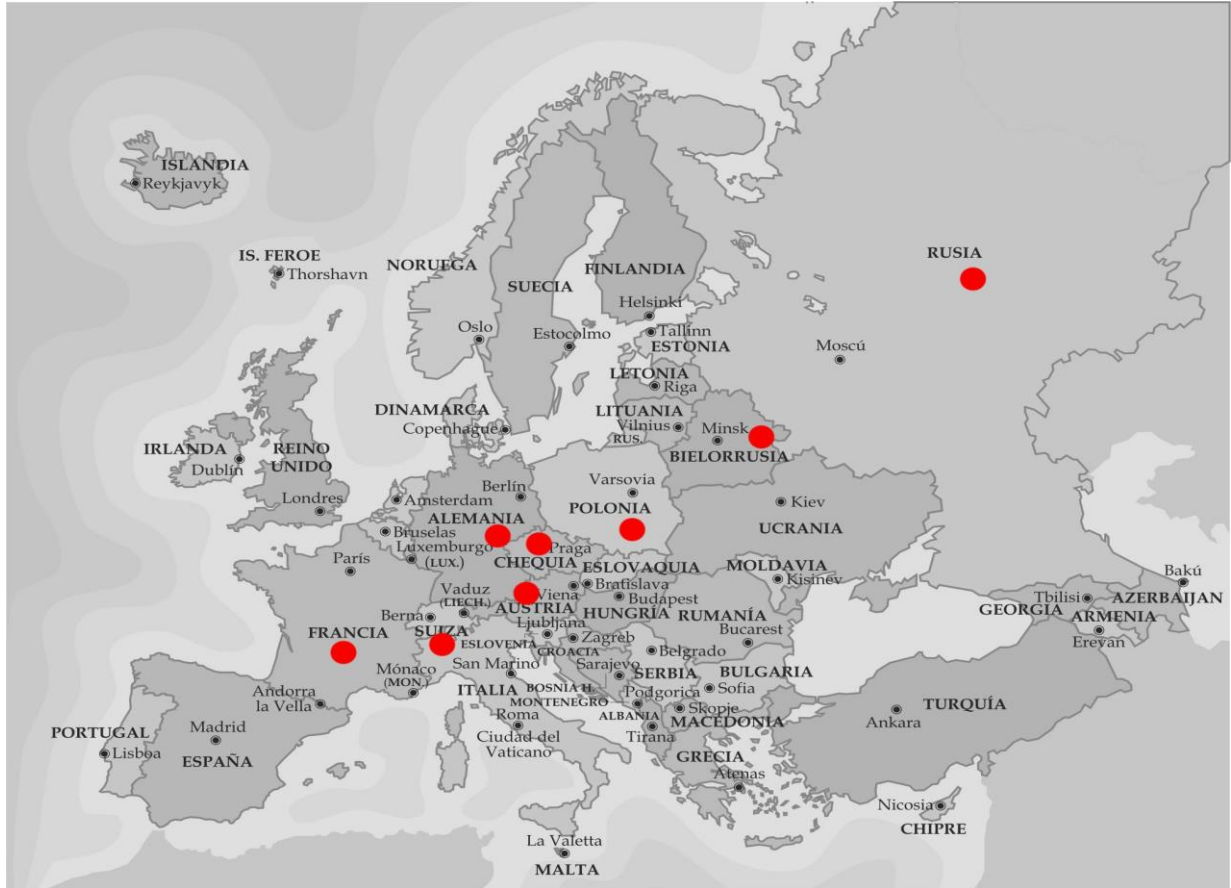 ISLANDIA
Reykjavyk
RUSIA
IS. FEROE
Thorshavn
NORUEGA
FINLANDIA
SUECIA
Helsinki
Oslo
Estocolmo
Tallinn
ESTONIA
Moscú
LETONIA
Riga
DINAMARCA
Copenhague
LITUANIA
Vilnius
RUS.
Minsk
BIELORRUSIA
IRLANDA
Dublín
REINO
UNIDO
Londres
Amsterdam
Berlín
ALEMANIA
Varsovia
POLONIA
Kiev
UCRANIA
Bruselas
Luxemburgo
(LUX.)
Praga
CHEQUIA
ESLOVAQUIA
París
Vaduz
(LIECH.)
Viena
Bratislava
AUSTRIA
Budapest
HUNGRÍA
MOLDAVIA
Kisinev
RUMANÍA
Bucarest
Bakú
Tbilisi
GEORGIA
AZERBAIJAN
ARMENIA
Erevan
Berna
SUIZA
Ljubljana
ESLOVENIA
Zagreb
CROACIA
Belgrado
FRANCIA
Mónaco
(MON.)
San Marino
Sarajevo
SERBIA
BULGARIA
Sofia
ITALIA
BOSNIA H.
MONTENEGRO
Podgorica
Skopje
Andorra
la Vella
Roma
Ciudad del
Vaticano
ALBANIA
Tirana
MACEDONIA
TURQUÍA
Ankara
PORTUGAL
Lisboa
Madrid
ESPAÑA
GRECIA
Atenas
Nicosia
CHIPRE
La Valetta
MALTA